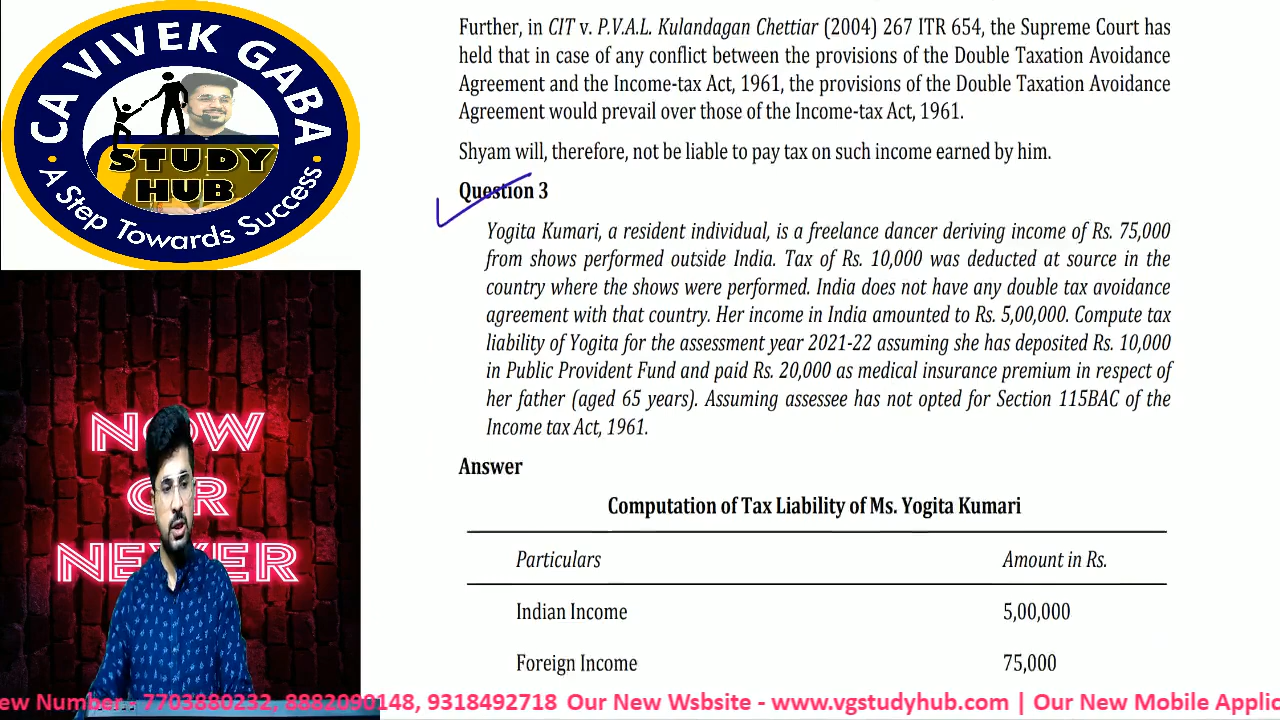 CA VIVEK GABA
STUDY
HUB
• A Step Towards Success •
NOW
OR
NEVER
Further, in CIT v. P.V.A.L. Kulandagan Chettiar (2004) 267 ITR 654, the Supreme Court has
held that in case of any conflict between the provisions of the Double Taxation Avoidance
Agreement and the Income-tax Act, 1961, the provisions of the Double Taxation Avoidance
Agreement would prevail over those of the Income-tax Act, 1961.
Shyam will, therefore, not be liable to pay tax on such income earned by him.
Question 3
Yogita Kumari, a resident individual, is a freelance dancer deriving income of Rs. 75,000
from shows performed outside India. Tax of Rs. 10,000 was deducted at source in the
country where the shows were performed. India does not have any double tax avoidance
agreement with that country. Her income in India amounted to Rs. 5,00,000. Compute tax
liability of Yogita for the assessment year 2021-22 assuming she has deposited Rs. 10,000
in Public Provident Fund and paid Rs. 20,000 as medical insurance premium in respect of
her father (aged 65 years). Assuming assessee has not opted for Section 115BAC of the
Income tax Act, 1961.
Answer
Computation of Tax Liability of Ms. Yogita Kumari
Particulars Amount in Rs.
Indian Income 5,00,000
Foreign Income 75,000
ew Number - 7703880232, 8882090148, 9318492718 Our New Wsbsite - www.vgstudyhub.com | Our New Mobile Applic